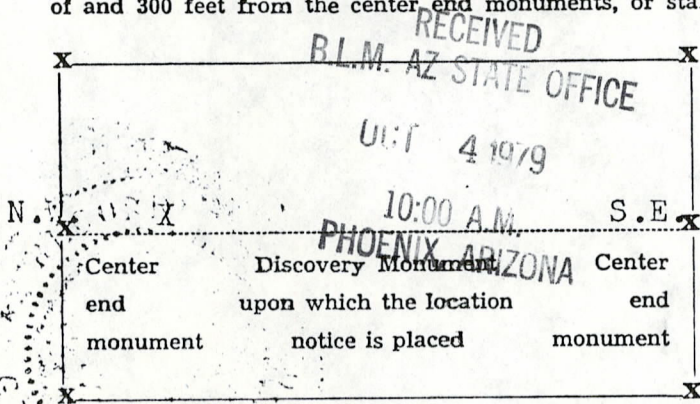 of and 300 feet from the center end monuments, or sta
RECEIVED
B.L.M. AZ STATE OFFICE
OCT 4 1979
10:00 A.M.
PHOENIX, ARIZONA
X X
N. X X S.E. X
Center Discovery Monument Center
end upon which the location end
monument notice is placed monument
X X